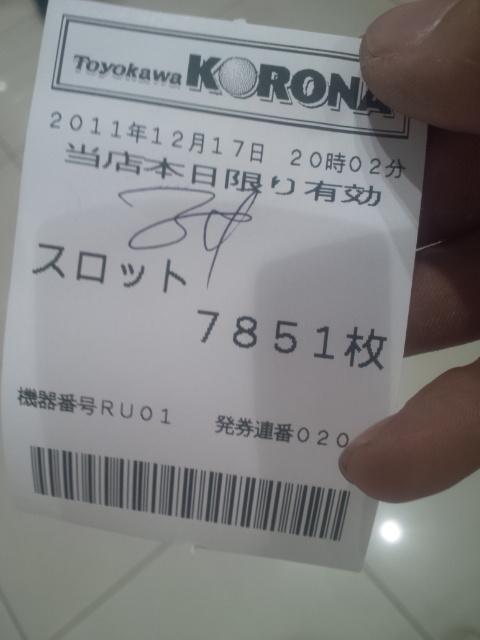 Toyokawa KORONA
2011年12月17日 20時02分
当店本日限り有効
スロット
7851枚
機器番号RU01 発券連番020